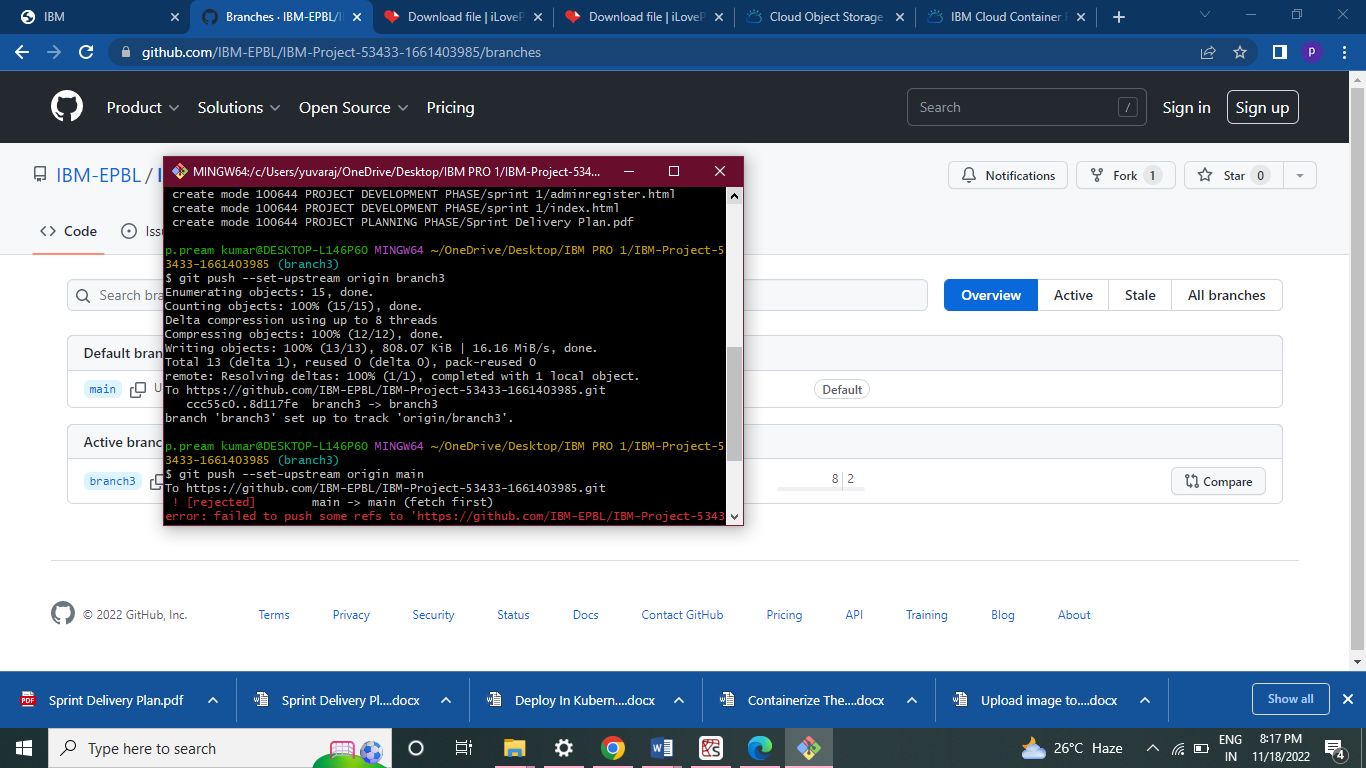 IBM
Branches · IBM-EPBL/I
Download file | iLoveP
Download file | iLoveP
Cloud Object Storage
IBM Cloud Container
github.com/IBM-EPBL/IBM-Project-53433-1661403985/branches
p
Product
Solutions
Open Source
Pricing
Search
/
Sign in
Sign up
IBM-EPBL / I
Notifications
Fork 1
Star 0
Code
Issu
MINGW64:/c/Users/yuvaraj/OneDrive/Desktop/IBM PRO 1/IBM-Project-534...
create mode 100644 PROJECT DEVELOPMENT PHASE/sprint 1/adminregister.html
create mode 100644 PROJECT DEVELOPMENT PHASE/sprint 1/index.html
create mode 100644 PROJECT PLANNING PHASE/Sprint Delivery Plan.pdf
p.pream kumar@DESKTOP-L146P6O MINGW64 ~/OneDrive/Desktop/IBM PRO 1/IBM-Project-5
3433-1661403985 (branch3)
$ git push --set-upstream origin branch3
Enumerating objects: 15, done.
Counting objects: 100% (15/15), done.
Delta compression using up to 8 threads
Compressing objects: 100% (12/12), done.
Writing objects: 100% (13/13), 808.07 KiB | 16.16 MiB/s, done.
Total 13 (delta 1), reused 0 (delta 0), pack-reused 0
remote: Resolving deltas: 100% (1/1), completed with 1 local object.
To https://github.com/IBM-EPBL/IBM-Project-53433-1661403985.git
ccc55c0..8d117fe branch3 -> branch3
branch 'branch3' set up to track 'origin/branch3'.
p.pream kumar@DESKTOP-L146P6O MINGW64 ~/OneDrive/Desktop/IBM PRO 1/IBM-Project-5
3433-1661403985 (branch3)
$ git push --set-upstream origin main
To https://github.com/IBM-EPBL/IBM-Project-53433-1661403985.git
! [rejected] main -> main (fetch first)
error: failed to push some refs to 'https://github.com/IBM-EPBL/IBM-Project-5343
Search bra
Overview
Active
Stale
All branches
Default bran
main
U
Default
Active branc
branch3
8 | 2
Compare
© 2022 GitHub, Inc.
Terms
Privacy
Security
Status
Docs
Contact GitHub
Pricing
API
Training
Blog
About
Sprint Delivery Plan.pdf
Sprint Delivery Pl....docx
Deploy In Kubern....docx
Containerize The....docx
Upload image to....docx
Show all
Type here to search
26°C Haze
ENG
IN
8:17 PM
11/18/2022
4